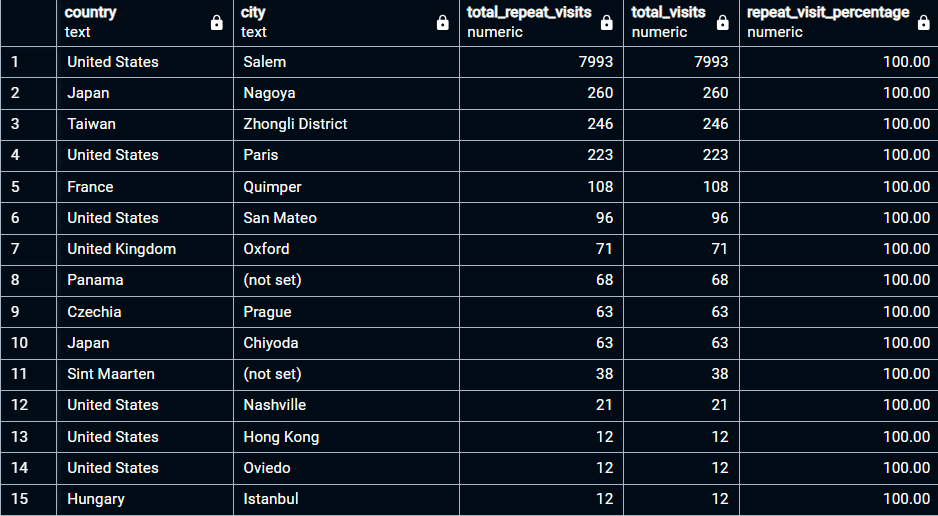 country city total_repeat_visits total_visits repeat_visit_percentage
text text numeric numeric numeric
1 United States Salem 7993 7993 100.00
2 Japan Nagoya 260 260 100.00
3 Taiwan Zhongli District 246 246 100.00
4 United States Paris 223 223 100.00
5 France Quimper 108 108 100.00
6 United States San Mateo 96 96 100.00
7 United Kingdom Oxford 71 71 100.00
8 Panama (not set) 68 68 100.00
9 Czechia Prague 63 63 100.00
10 Japan Chiyoda 63 63 100.00
11 Sint Maarten (not set) 38 38 100.00
12 United States Nashville 21 21 100.00
13 United States Hong Kong 12 12 100.00
14 United States Oviedo 12 12 100.00
15 Hungary Istanbul 12 12 100.00